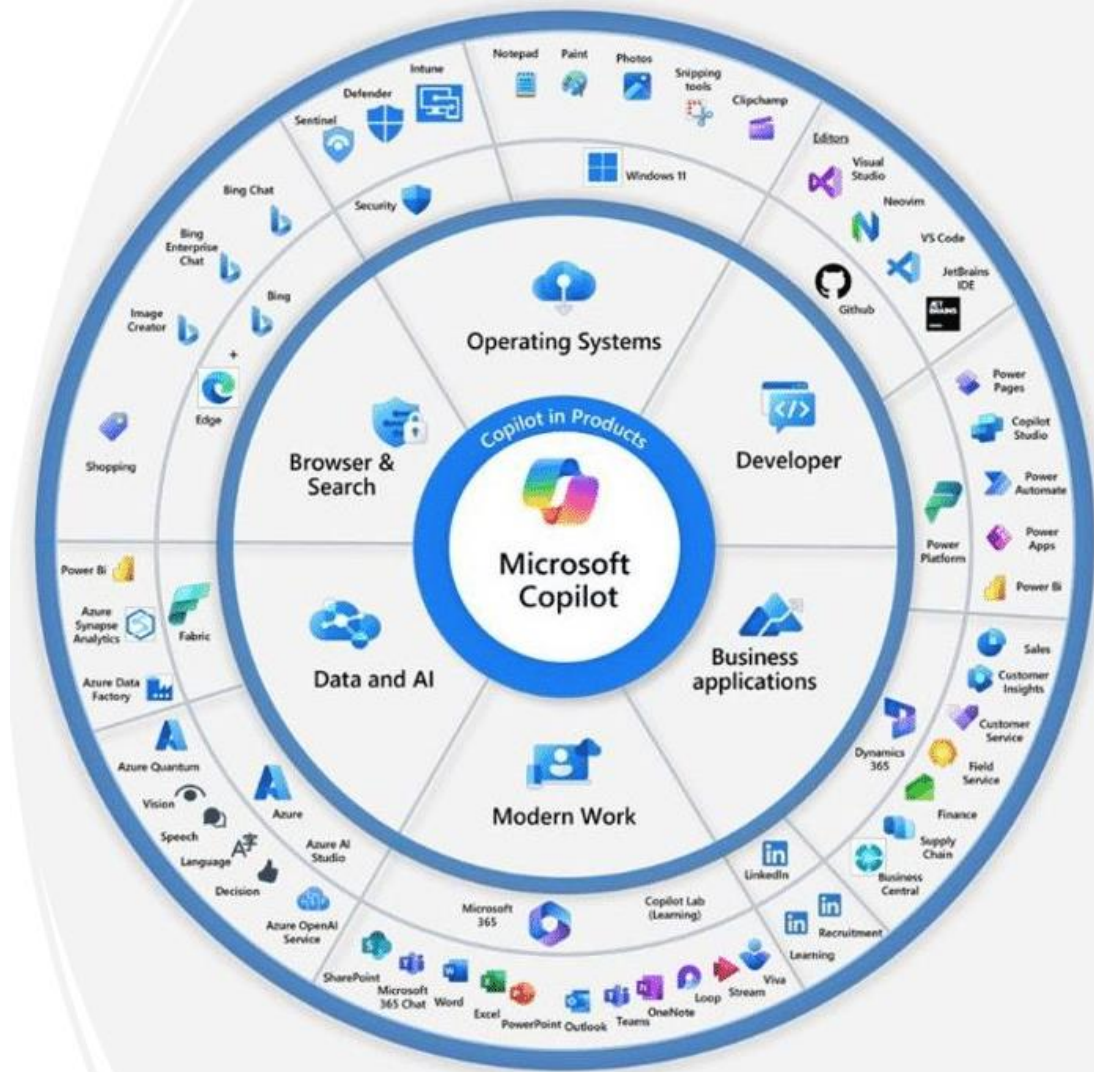 Copilot in Products
Microsoft
Copilot
Operating Systems
Windows 11
Notepad
Paint
Photos
Snipping
tools
Clipchamp
Developer
Github
Editors
Visual
Studio
Neovim
VS Code
JetBrains
IDE
JET
BRAINS
Business
applications
Power
Platform
Power
Pages
Copilot
Studio
Power
Automate
Power
Apps
Power Bi
Dynamics
365
Sales
Customer
Insights
Customer
Service
Field
Service
Finance
Supply
Chain
Business
Central
LinkedIn
Recruitment
Learning
Modern Work
Microsoft
365
Copilot Lab
(Learning)
SharePoint
Microsoft
365 Chat
Word
Excel
PowerPoint
Outlook
Teams
OneNote
Loop
Stream
Viva
Data and AI
Azure
Azure AI
Studio
Azure Quantum
Vision
Speech
Language
Decision
Azure OpenAI
Service
Fabric
Power Bi
Azure
Synapse
Analytics
Azure Data
Factory
Browser &
Search
Bing
+
Edge
Bing Chat
Bing
Enterprise
Chat
Image
Creator
Shopping
Security
Sentinel
Defender
Intune